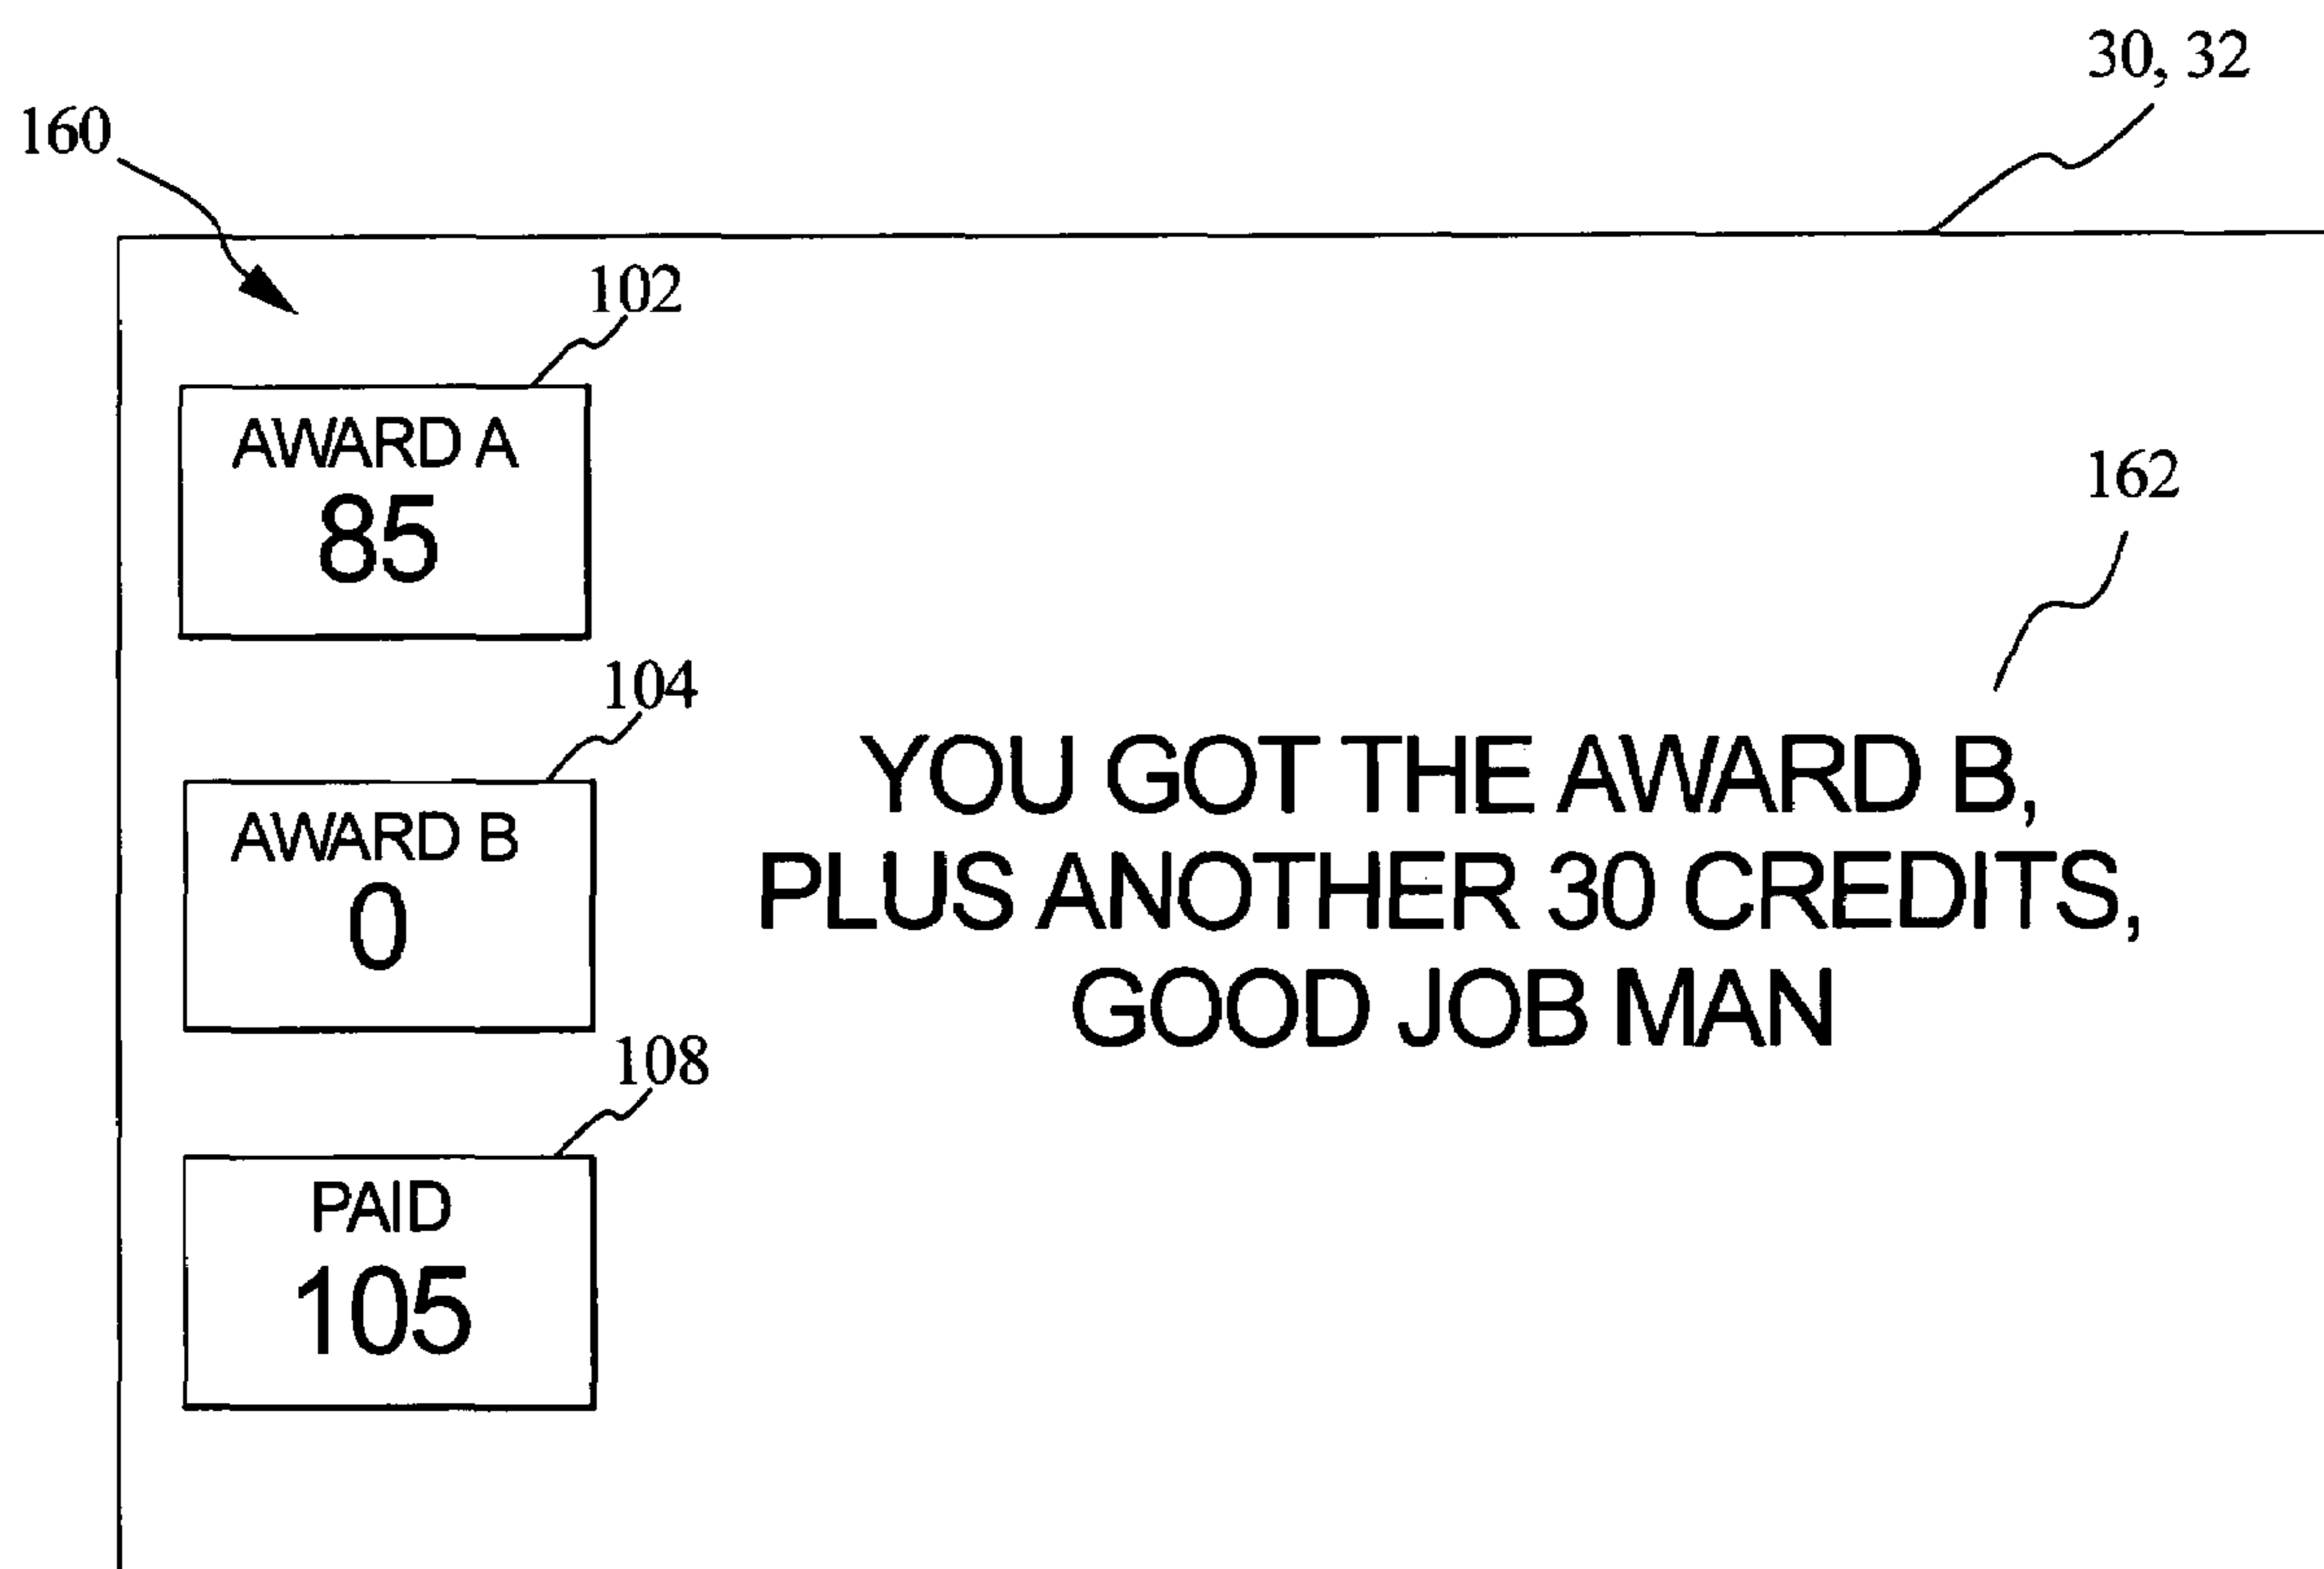 30, 32
160
102
AWARD A
85
162
104
YOU GOT THE AWARD B,
PLUS ANOTHER 30 CREDITS,
GOOD JOB MAN
AWARD B
0
108
PAID
105